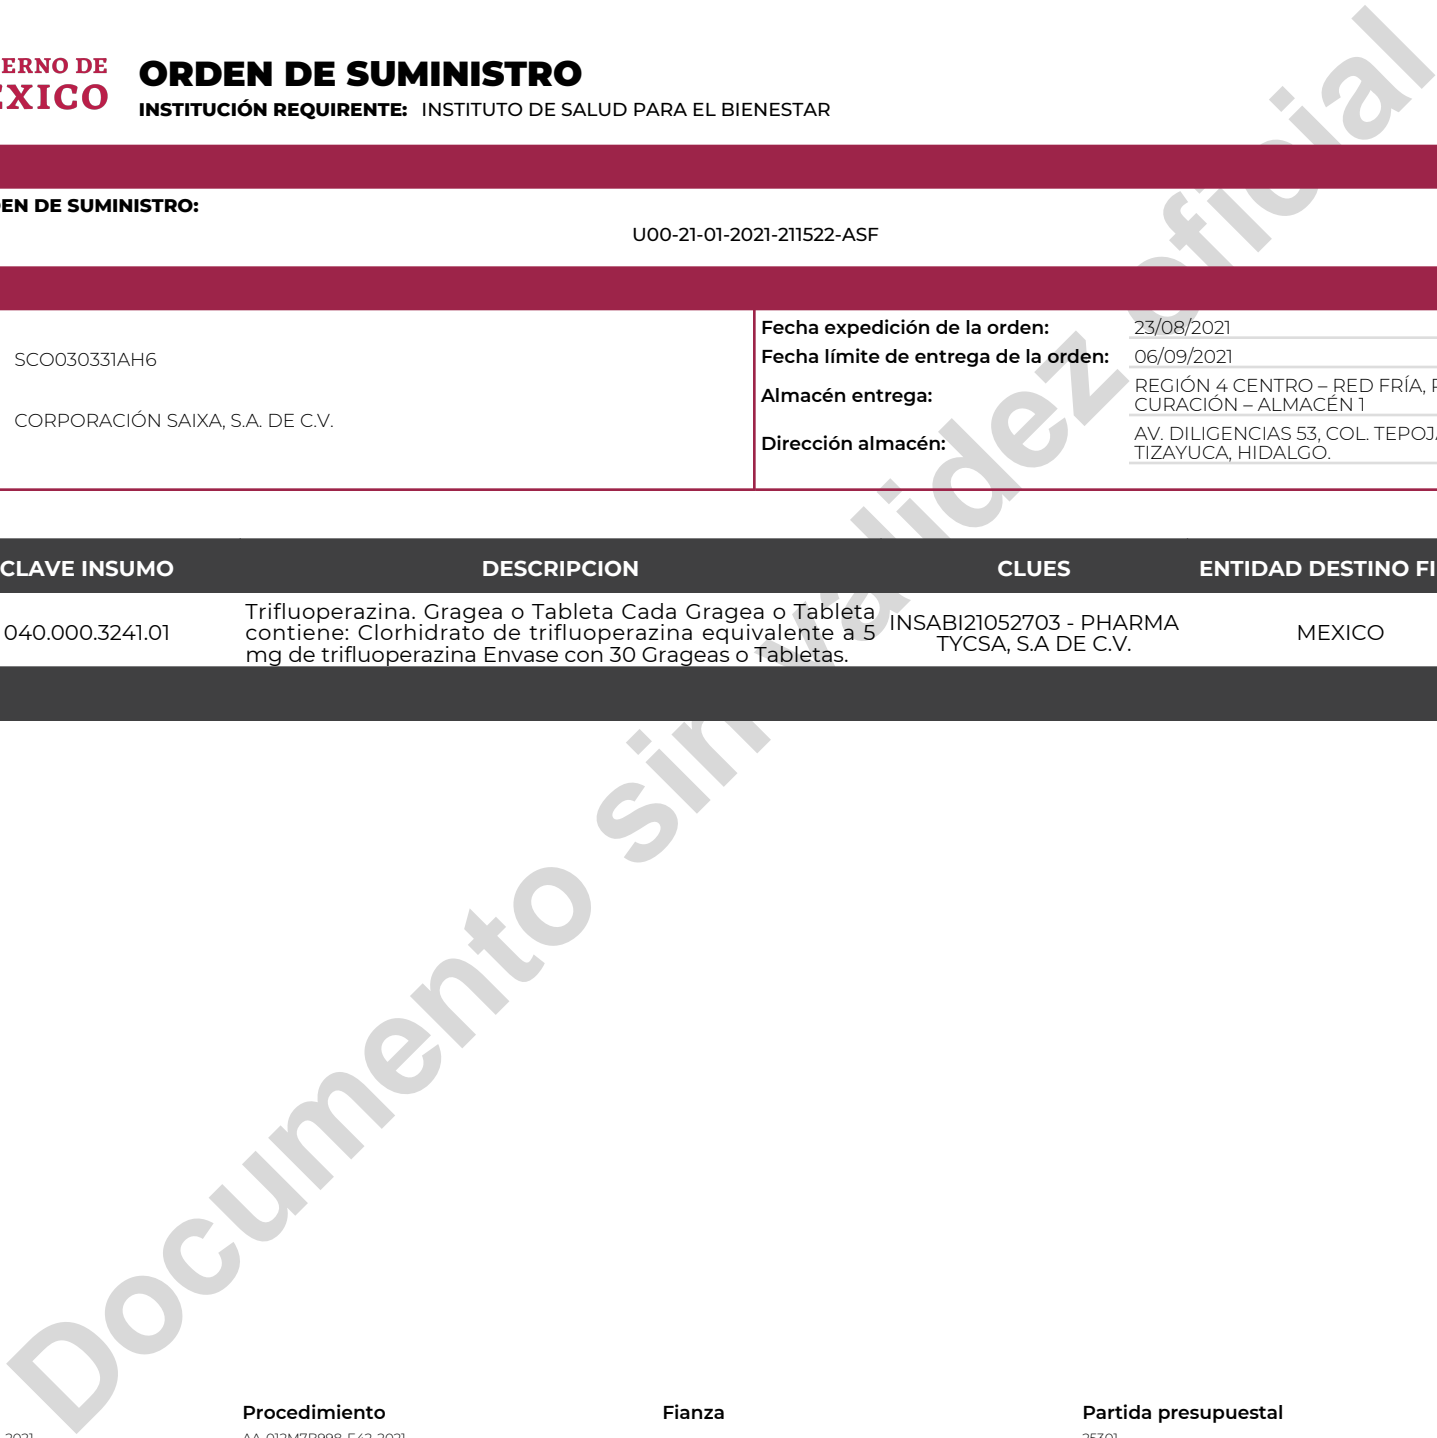 ORDEN DE SUMINISTRO
INSTITUCIÓN REQUIRENTE: INSTITUTO DE SALUD PARA EL BIENESTAR
ERNO DE
XICO
EN DE SUMINISTRO:
U00-21-01-2021-211522-ASF
SCO030331AH6
CORPORACIÓN SAIXA, S.A. DE C.V.
Fecha expedición de la orden: 23/08/2021
Fecha límite de entrega de la orden: 06/09/2021
Almacén entrega:
REGIÓN 4 CENTRO – RED FRÍA,
CURACIÓN – ALMACÉN 1
Dirección almacén:
AV. DILIGENCIAS 53, COL. TEPOJ
TIZAYUCA, HIDALGO.
CLAVE INSUMO DESCRIPCION CLUES ENTIDAD DESTINO FI
040.000.3241.01
Trifluoperazina. Gragea o Tableta Cada Gragea o Tableta
contiene: Clorhidrato de trifluoperazina equivalente a 5
mg de trifluoperazina Envase con 30 Grageas o Tabletas.
INSABI21052703 - PHARMA
TYCSA, S.A DE C.V.
MEXICO
Documento sin validez oficial
Procedimiento Fianza Partida presupuestal